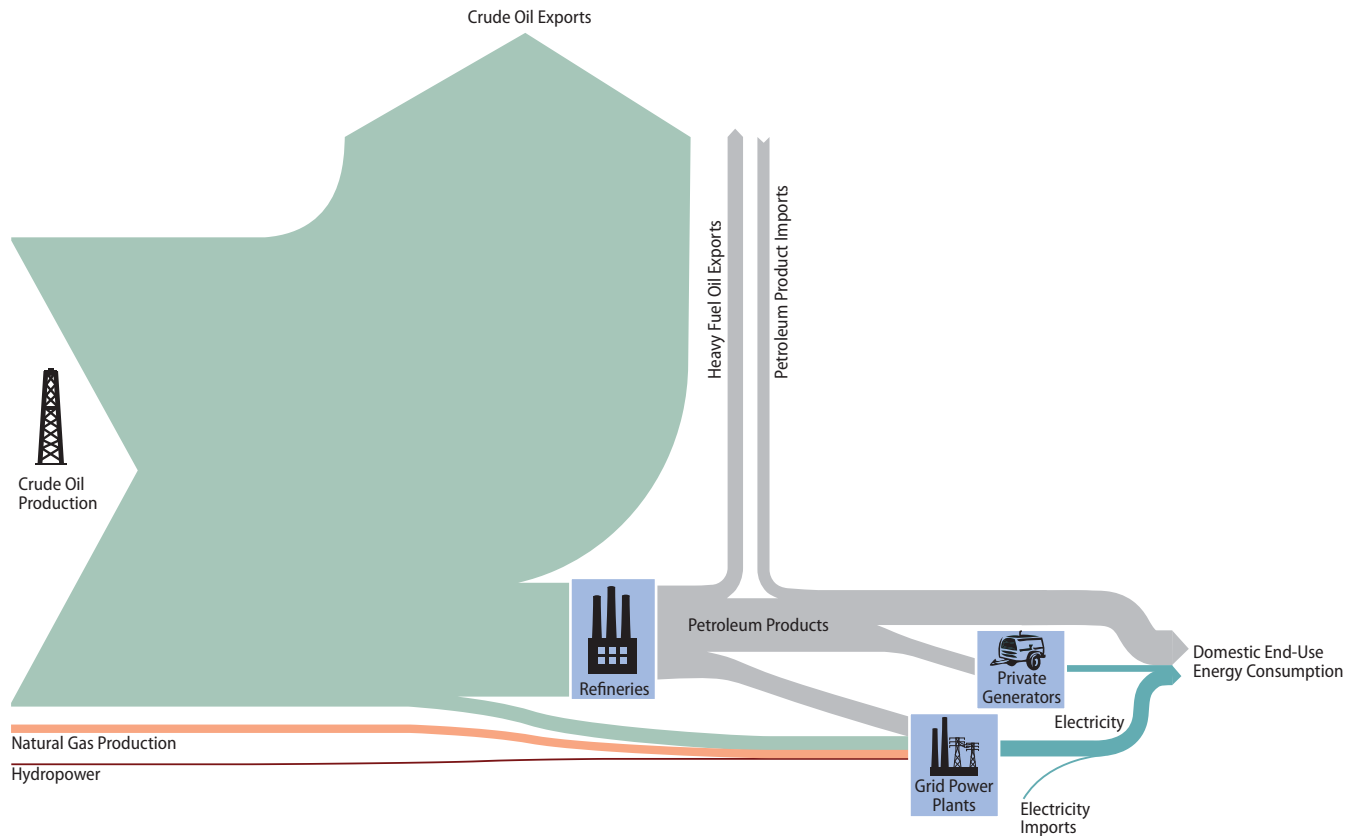 Crude Oil Exports
Heavy Fuel Oil Exports
Petroleum Product Imports
Crude Oil
Production
Petroleum Products
Refineries
Private
Generators
Domestic End-Use
Energy Consumption
Electricity
Natural Gas Production
Hydropower
Grid Power
Plants
Electricity
Imports